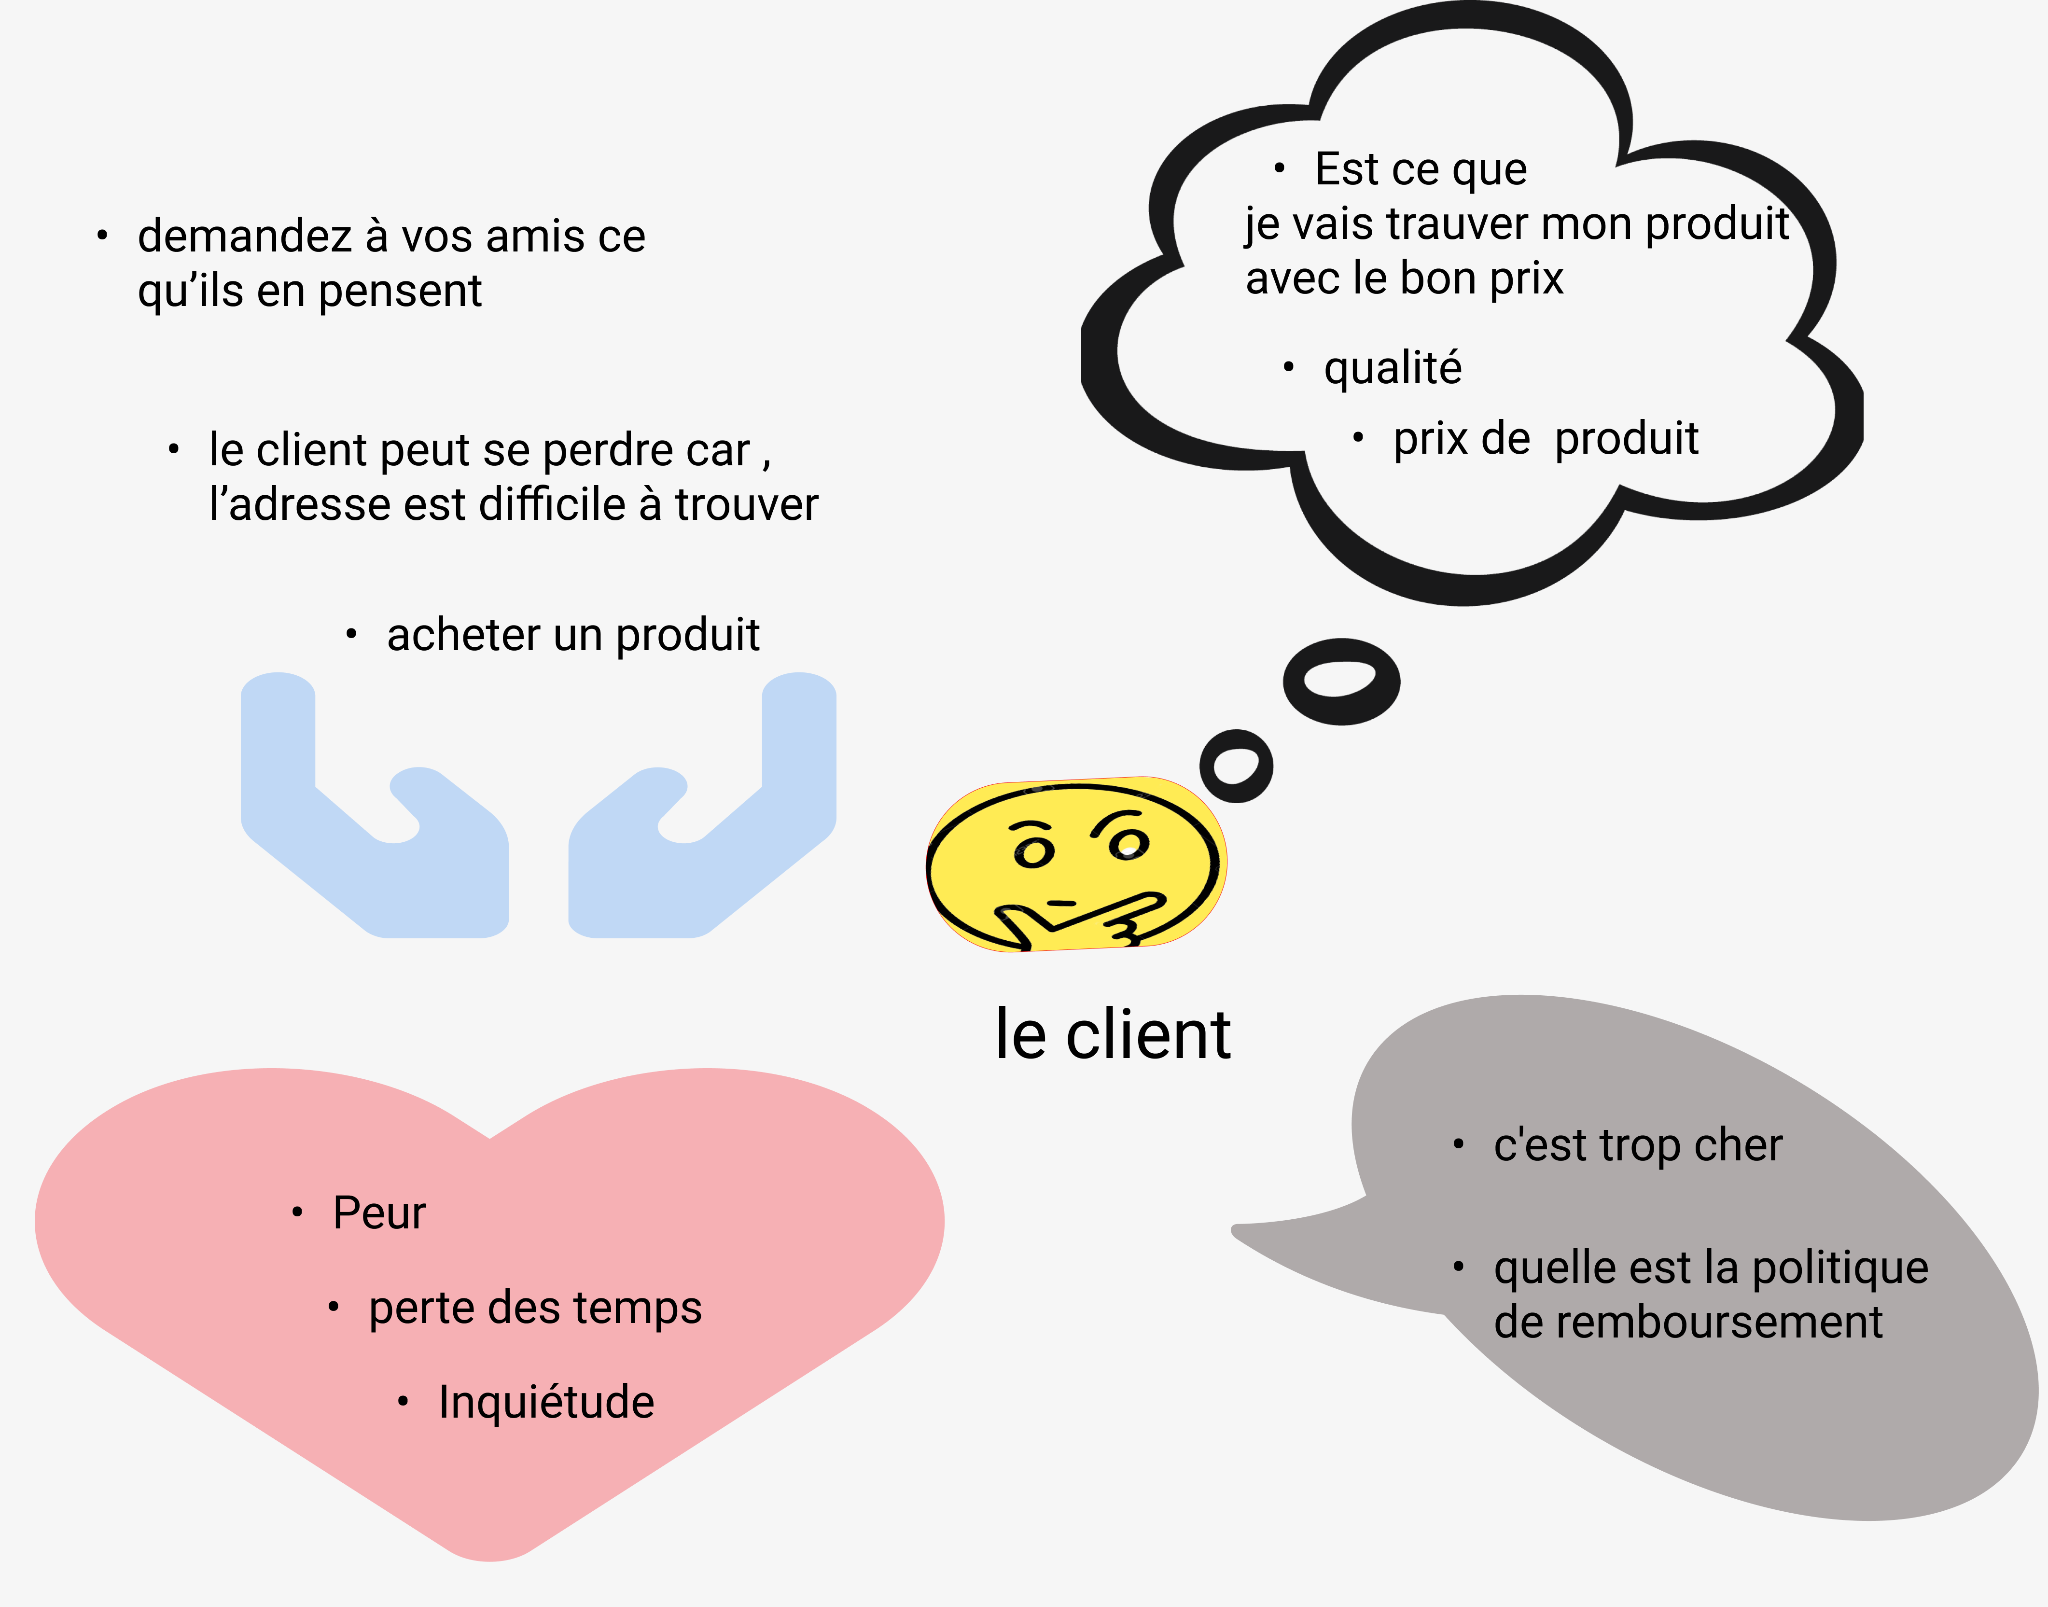 • demandez à vos amis ce
qu’ils en pensent
• le client peut se perdre car ,
l’adresse est difficile à trouver
• acheter un produit
• Est ce que
je vais trauver mon produit
avec le bon prix
• qualité
• prix de  produit
le client
• Peur
• perte des temps
• Inquiétude
• c'est trop cher
• quelle est la politique
de remboursement